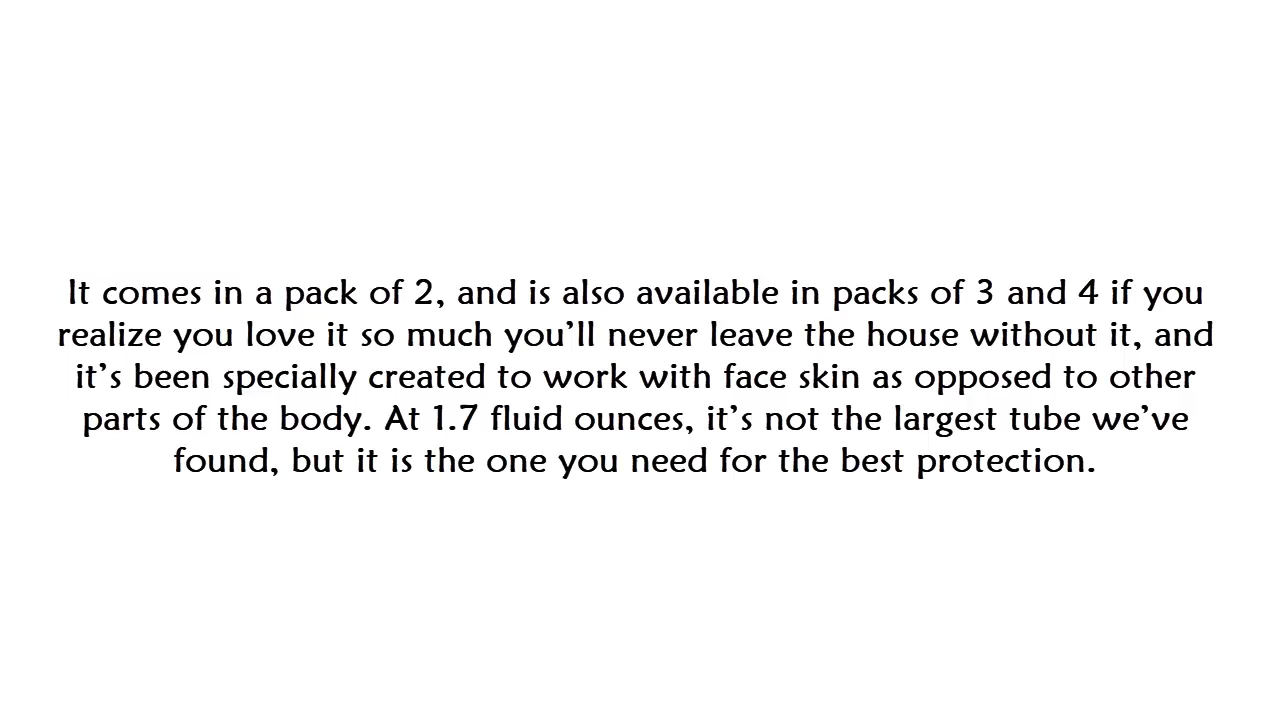 It comes in a pack of 2, and is also available in packs of 3 and 4 if you
realize you love it so much you’ll never leave the house without it, and
it’s been specially created to work with face skin as opposed to other
parts of the body. At 1.7 fluid ounces, it’s not the largest tube we’ve
found, but it is the one you need for the best protection.